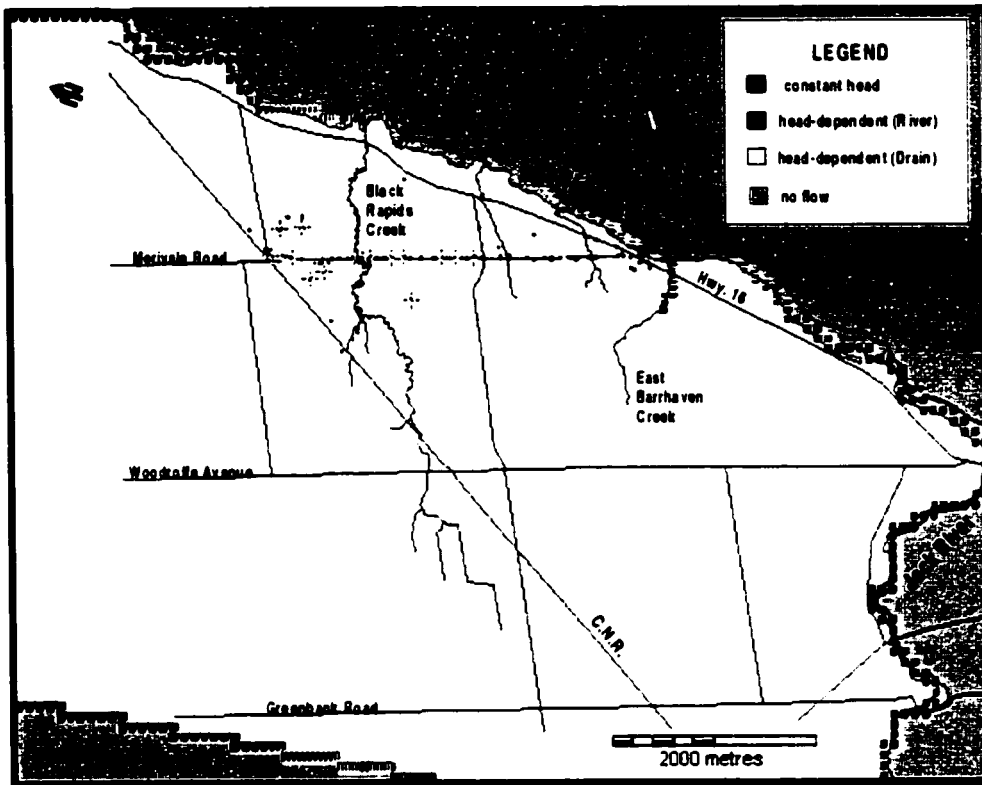 LEGEND
constant head
head-dependent (River)
head-dependent (Drain)
no flow
Black
Rapids
Creek
Merivale Road
Hwy. 16
East
Barrhaven
Creek
Woodroffe Avenue
C.N.R.
Greenbank Road
2000 metres